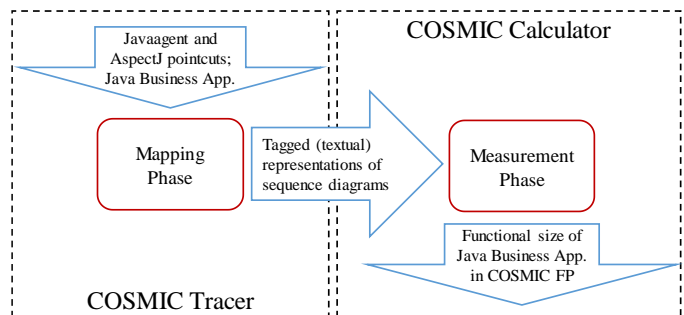 Javaagent and
AspectJ pointcuts;
Java Business App.
COSMIC Calculator
Mapping
Phase
Tagged (textual)
representations of
sequence diagrams
Measurement
Phase
Functional size of
Java Business App.
in COSMIC FP
COSMIC Tracer